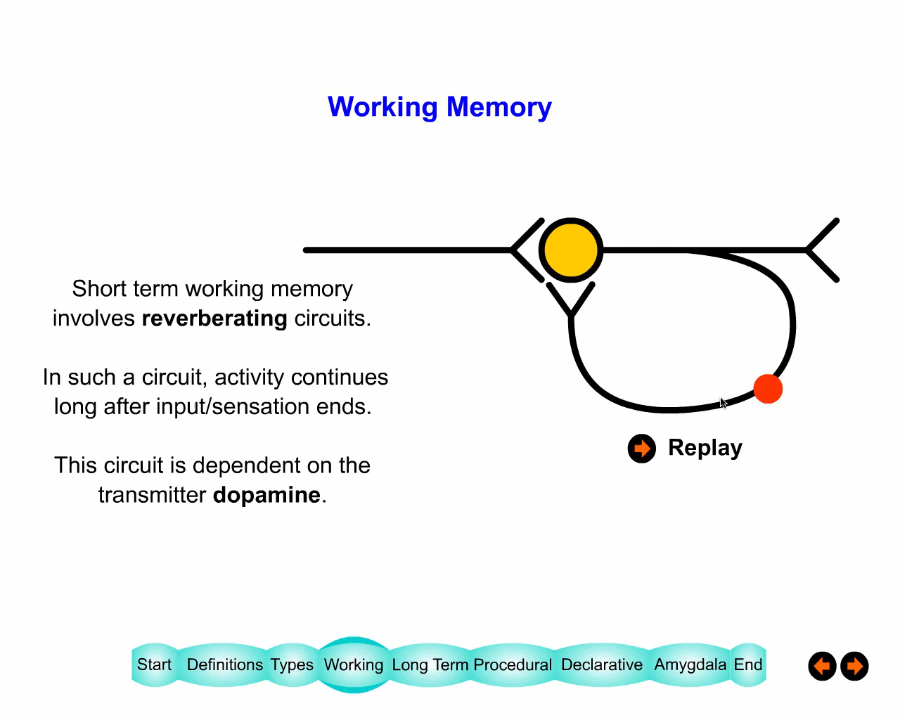 Working Memory
Short term working memory
involves reverberating circuits.
In such a circuit, activity continues
long after input/sensation ends.
This circuit is dependent on the
transmitter dopamine.
Replay
Start Definitions Types Working Long Term Procedural Declarative Amygdala End